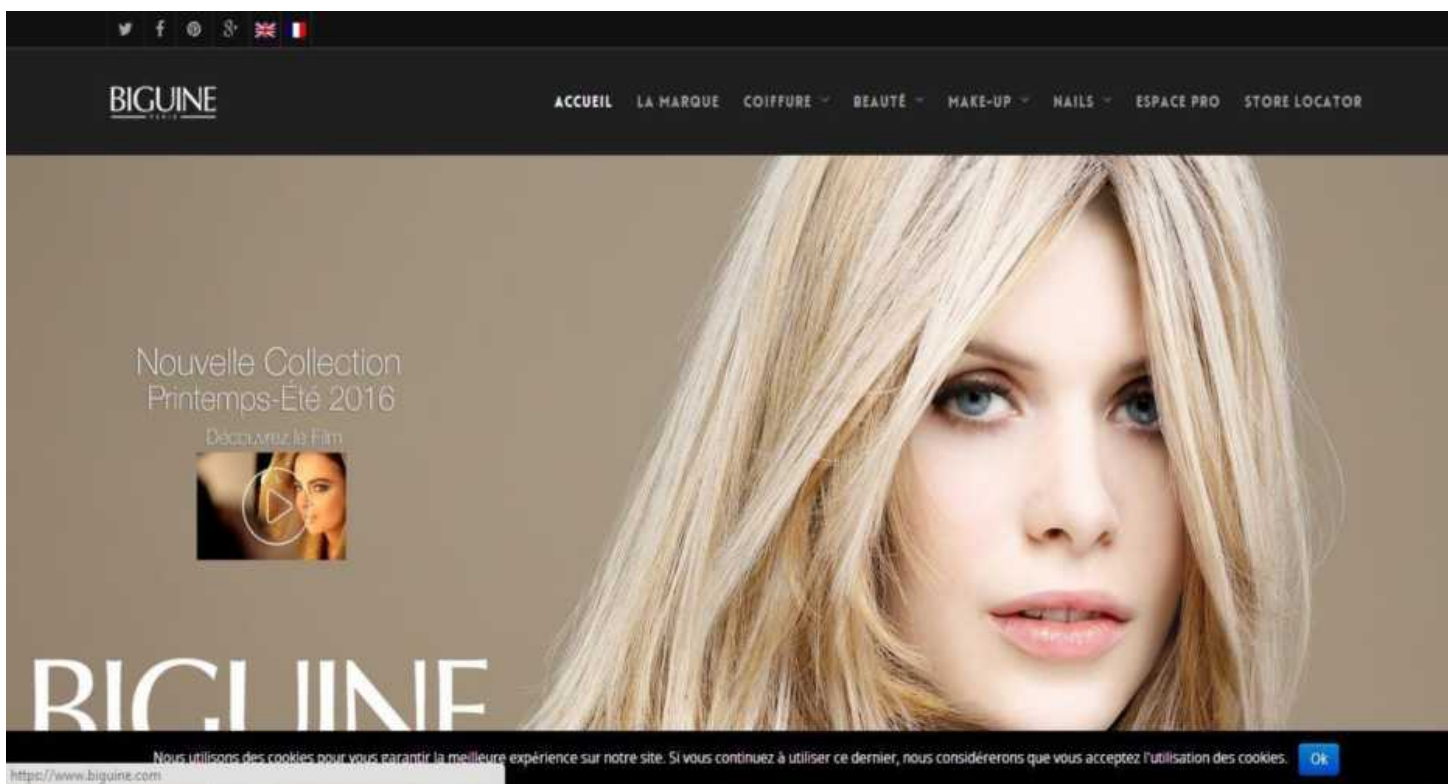 BIGUINE
PARIS
ACCUEIL LA MARQUE COIFFURE BEAUTÉ MAKE-UP NAILS ESPACE PRO STORE LOCATOR
Nouvelle Collection
Printemps-Été 2016
Découvrez le Film
BIGUINE
Nous utilisons des cookies pour vous garantir la meilleure expérience sur notre site. Si vous continuez à utiliser ce dernier, nous considérerons que vous acceptez l'utilisation des cookies. Ok
https://www.biguine.com